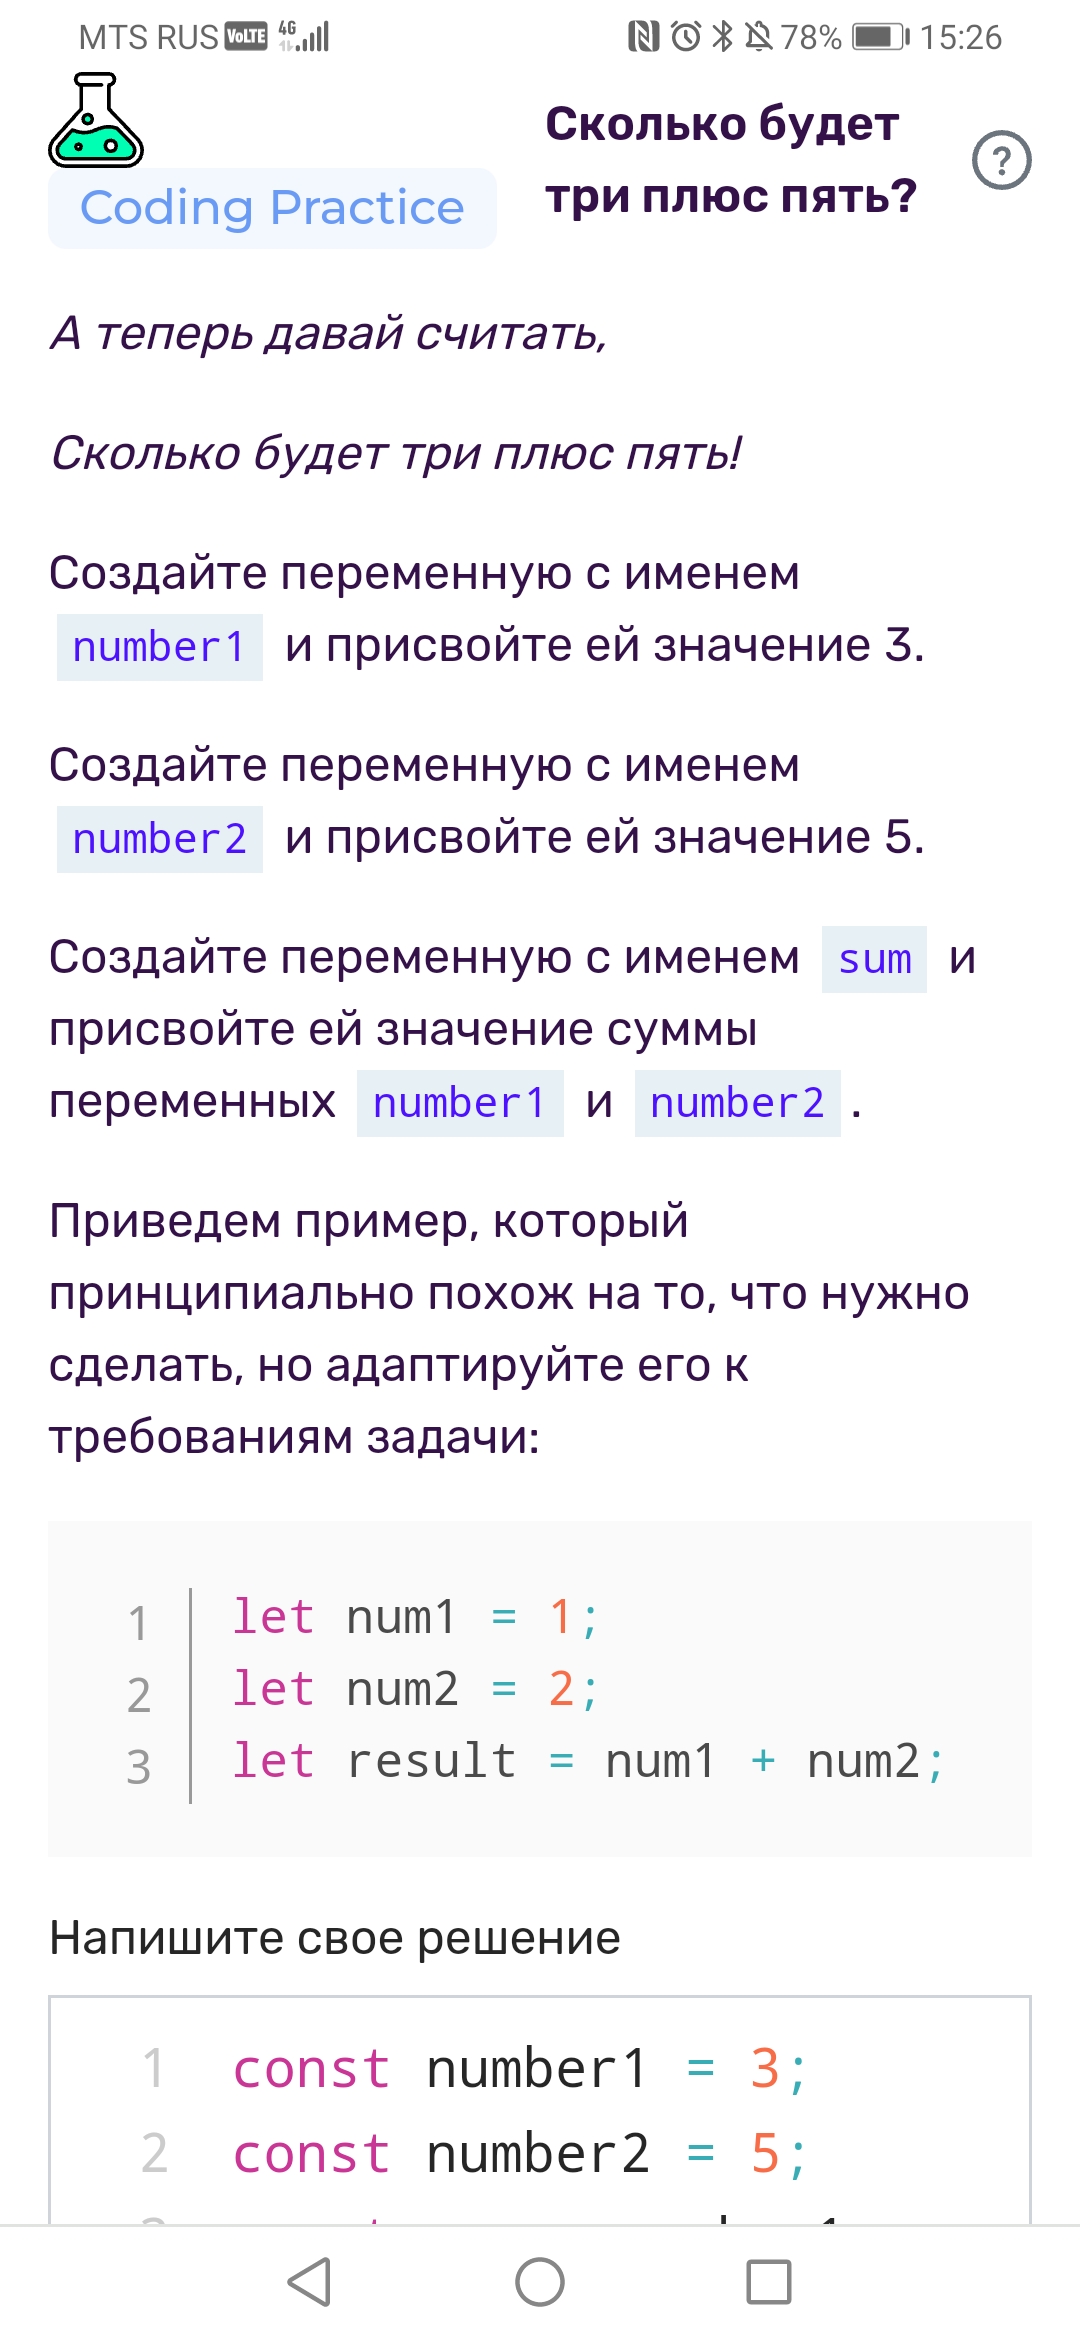 MTS RUS VoLTE 4G 78% 15:26
Coding Practice
Сколько будет
три плюс пять?
?
А теперь давай считать,
Сколько будет три плюс пять!
Создайте переменную с именем
number1 и присвойте ей значение 3.
Создайте переменную с именем
number2 и присвойте ей значение 5.
Создайте переменную с именем sum и
присвойте ей значение суммы
переменных number1 и number2 .
Приведем пример, который
принципиально похож на то, что нужно
сделать, но адаптируйте его к
требованиям задачи:
1 let num1 = 1;
2 let num2 = 2;
3 let result = num1 + num2;
Напишите свое решение
1 const number1 = 3;
2 const number2 = 5;